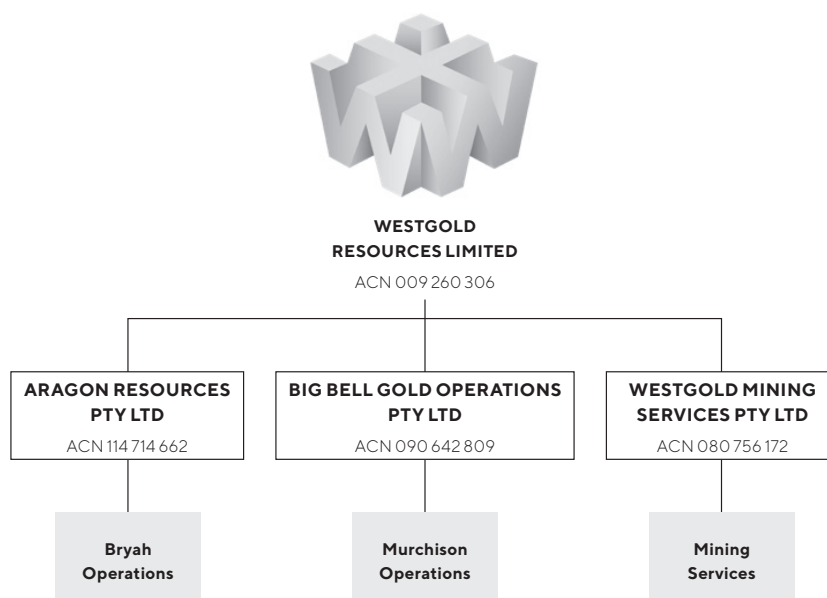 WESTGOLD
RESOURCES LIMITED
ACN 009 260 306
ARAGON RESOURCES
PTY LTD
ACN 114 714 662
BIG BELL GOLD OPERATIONS
PTY LTD
ACN 090 642 809
WESTGOLD MINING
SERVICES PTY LTD
ACN 080 756 172
Bryah
Operations
Murchison
Operations
Mining
Services